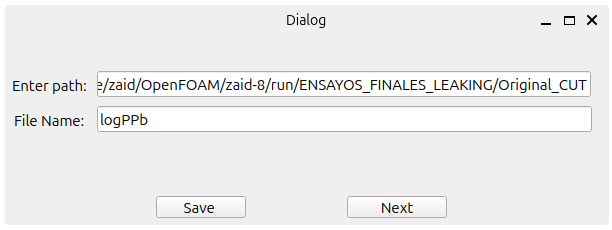 Dialog
Enter path: e/zaid/OpenFOAM/zaid-8/run/ENSAYOS_FINALES_LEAKING/Original_CUT
File Name: logPPb
Save Next